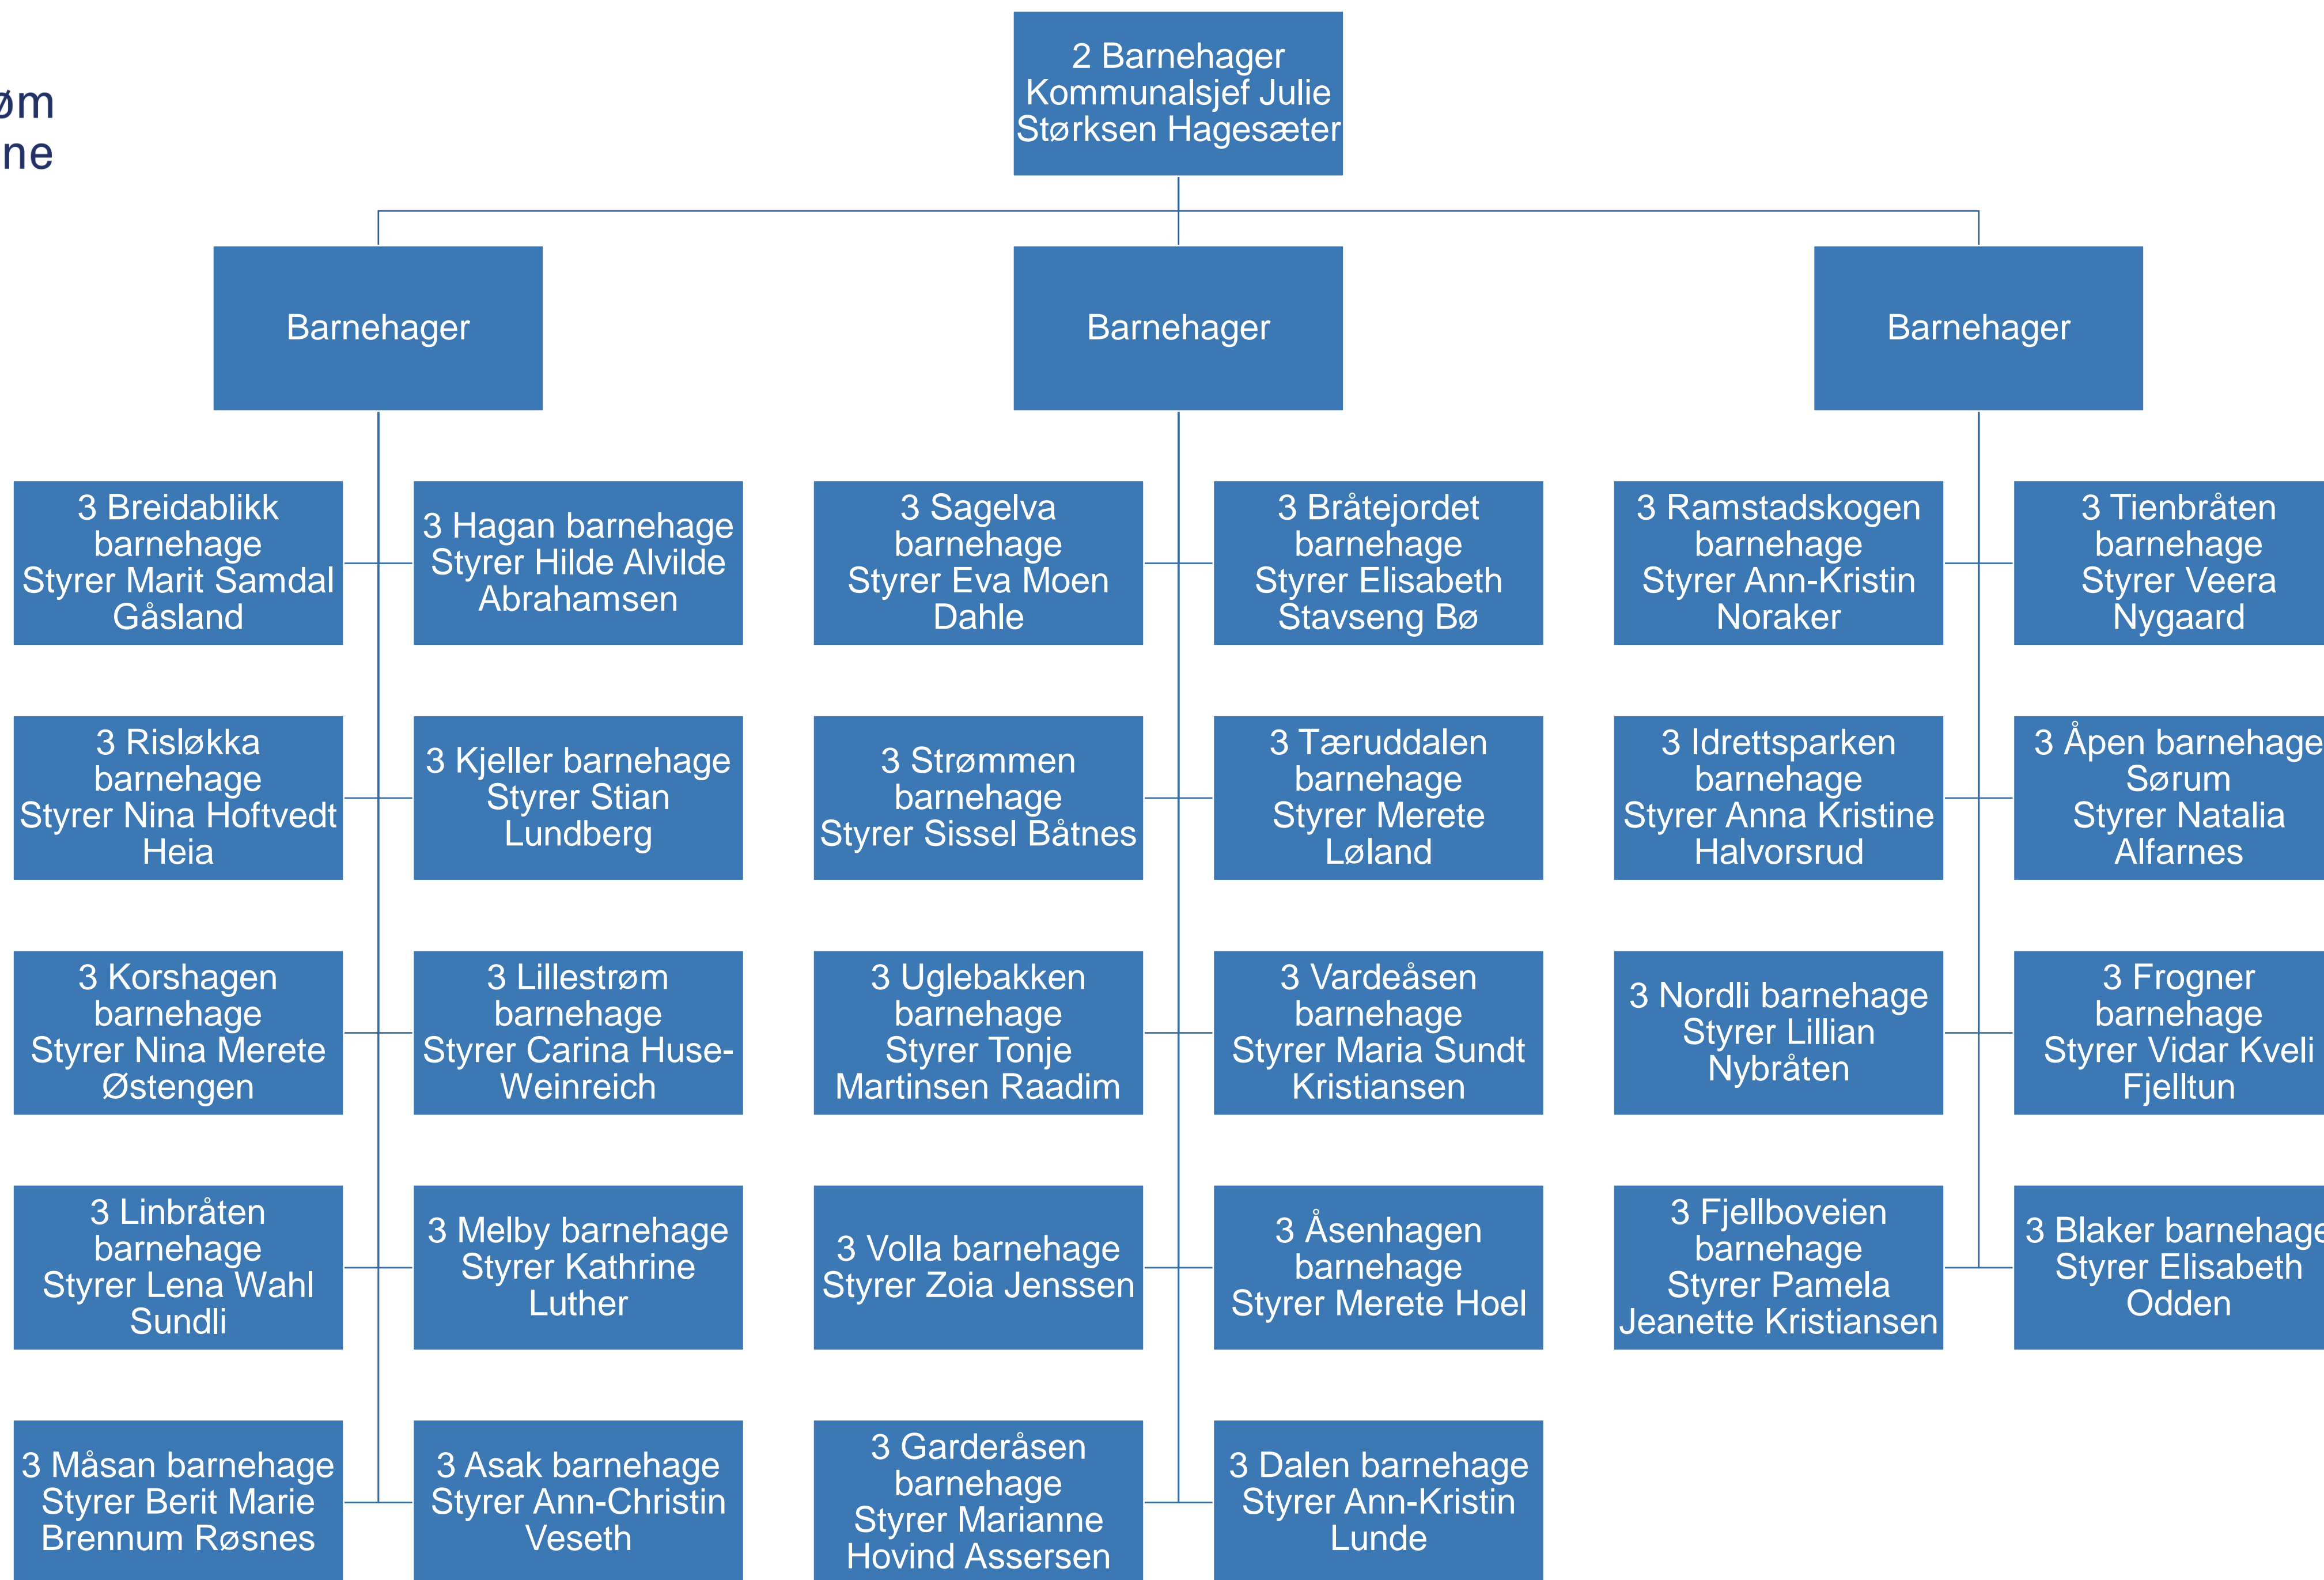 øm
ne
2 Barnehager
Kommunalsjef Julie
Størksen Hagesæter
Barnehager
Barnehager
Barnehager
3 Breidablikk
barnehage
Styrer Marit Samdal
Gåsland
3 Hagan barnehage
Styrer Hilde Alvilde
Abrahamsen
3 Sagelva
barnehage
Styrer Eva Moen
Dahle
3 Bråtejordet
barnehage
Styrer Elisabeth
Stavseng Bø
3 Ramstadskogen
barnehage
Styrer Ann-Kristin
Noraker
3 Tienbråten
barnehage
Styrer Veera
Nygaard
3 Risløkka
barnehage
Styrer Nina Hoftvedt
Heia
3 Kjeller barnehage
Styrer Stian
Lundberg
3 Strømmen
barnehage
Styrer Sissel Båtnes
3 Tæruddalen
barnehage
Styrer Merete
Løland
3 Idrettsparken
barnehage
Styrer Anna Kristine
Halvorsrud
3 Åpen barnehage
Sørum
Styrer Natalia
Alfarnes
3 Korshagen
barnehage
Styrer Nina Merete
Østengen
3 Lillestrøm
barnehage
Styrer Carina Huse-
Weinreich
3 Uglebakken
barnehage
Styrer Tonje
Martinsen Raadim
3 Vardeåsen
barnehage
Styrer Maria Sundt
Kristiansen
3 Nordli barnehage
Styrer Lillian
Nybråten
3 Frogner
barnehage
Styrer Vidar Kveli
Fjelltun
3 Linbråten
barnehage
Styrer Lena Wahl
Sundli
3 Melby barnehage
Styrer Kathrine
Luther
3 Volla barnehage
Styrer Zoia Jenssen
3 Åsenhagen
barnehage
Styrer Merete Hoel
3 Fjellboveien
barnehage
Styrer Pamela
Jeanette Kristiansen
3 Blaker barnehage
Styrer Elisabeth
Odden
3 Måsan barnehage
Styrer Berit Marie
Brennum Røsnes
3 Asak barnehage
Styrer Ann-Christin
Veseth
3 Garderåsen
barnehage
Styrer Marianne
Hovind Assersen
3 Dalen barnehage
Styrer Ann-Kristin
Lunde